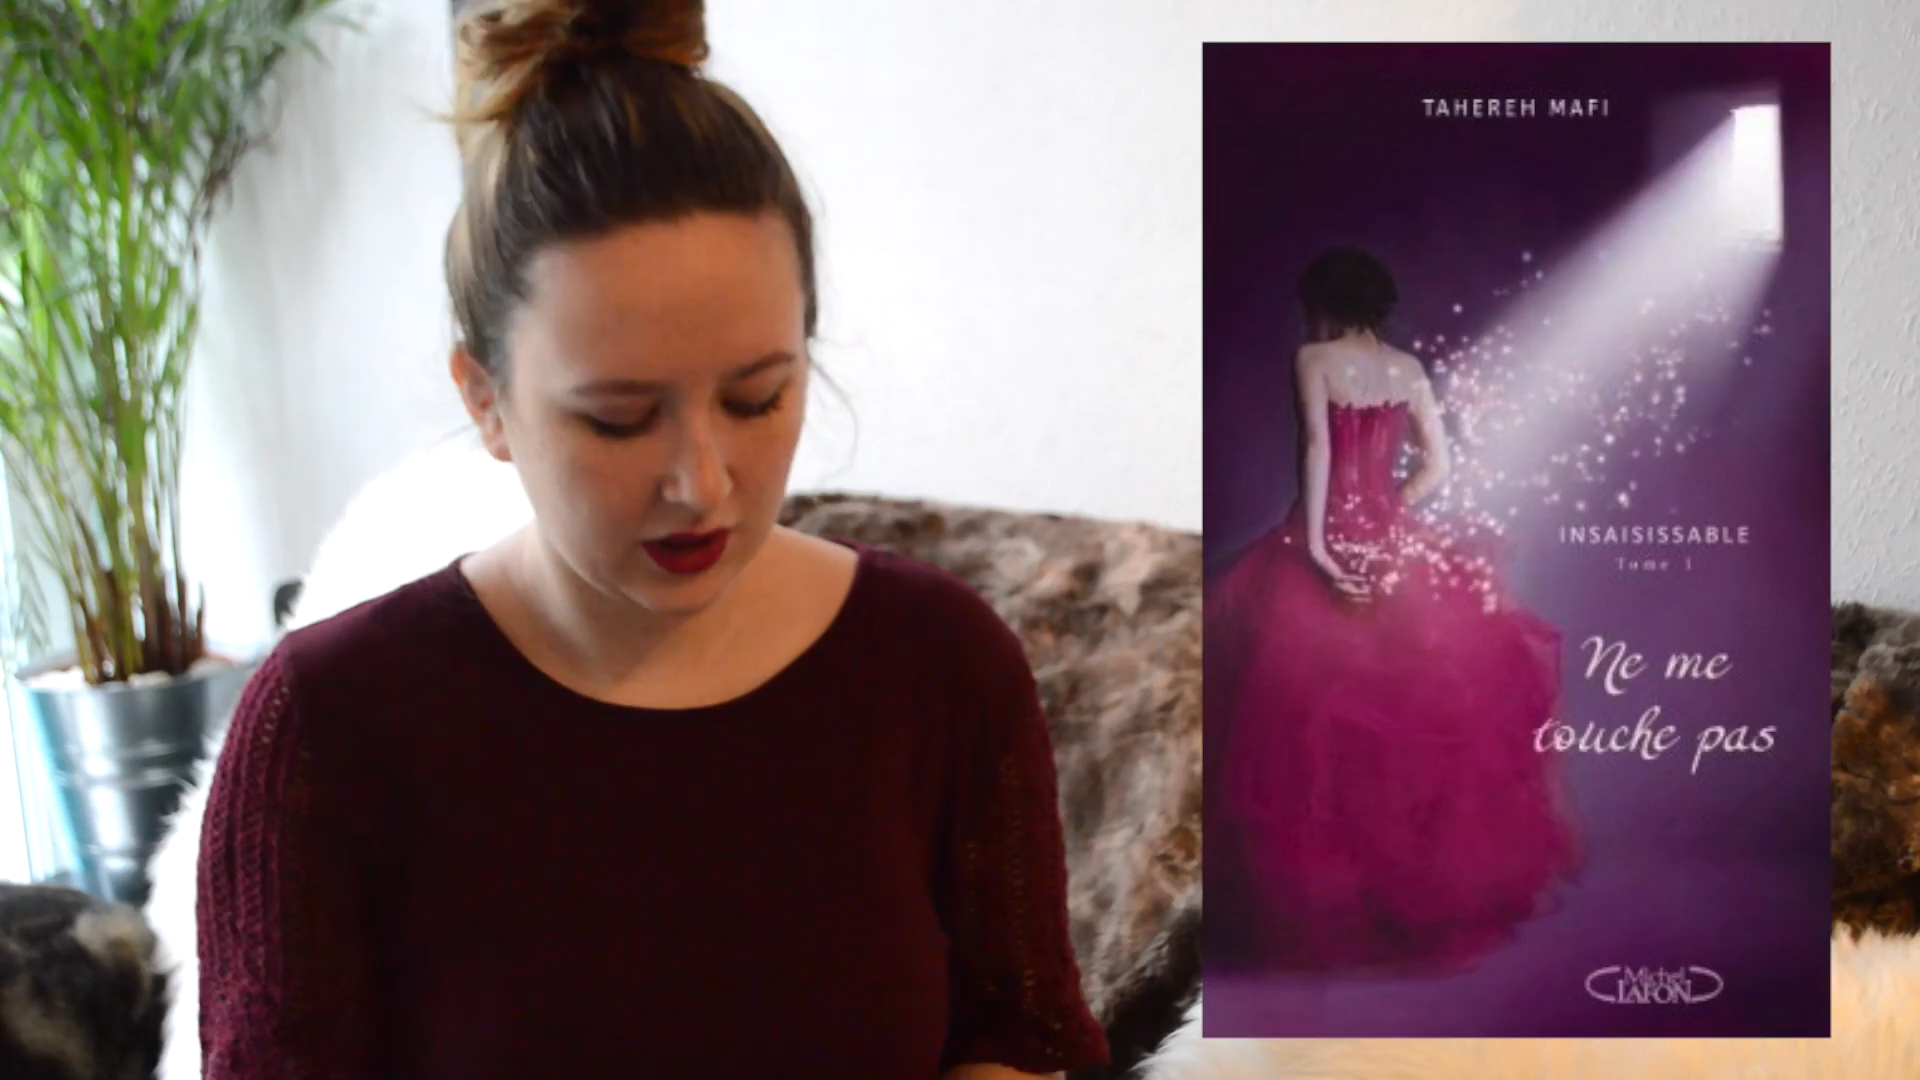 TAHEREH MAFI
INSAISISSABLE
Tome 1
Ne me
touche pas
Michel
LAFON